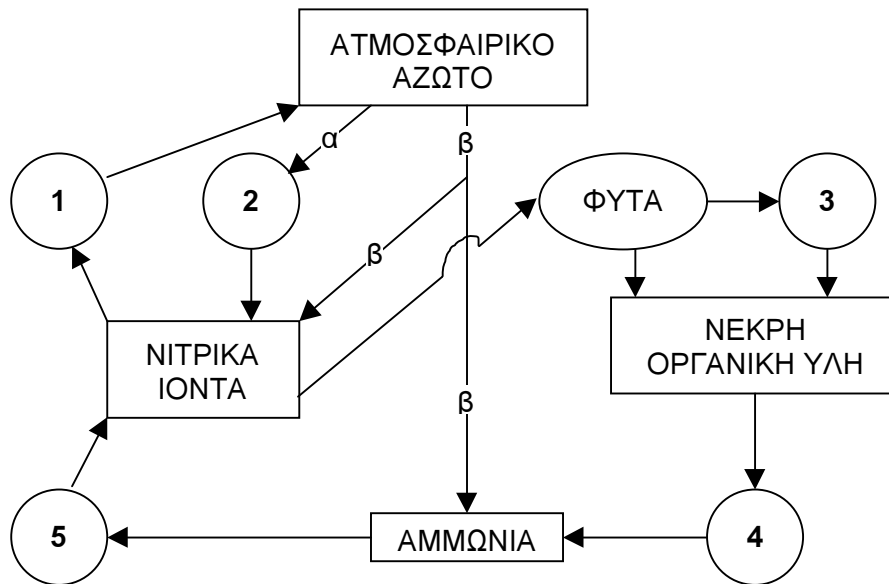 ΑΤΜΟΣΦΑΙΡΙΚΟ
ΑΖΩΤΟ
α
β
1
2
ΦΥΤΑ
3
β
ΝΙΤΡΙΚΑ
ΙΟΝΤΑ
ΝΕΚΡΗ
ΟΡΓΑΝΙΚΗ ΥΛΗ
β
5
ΑΜΜΩΝΙΑ
4